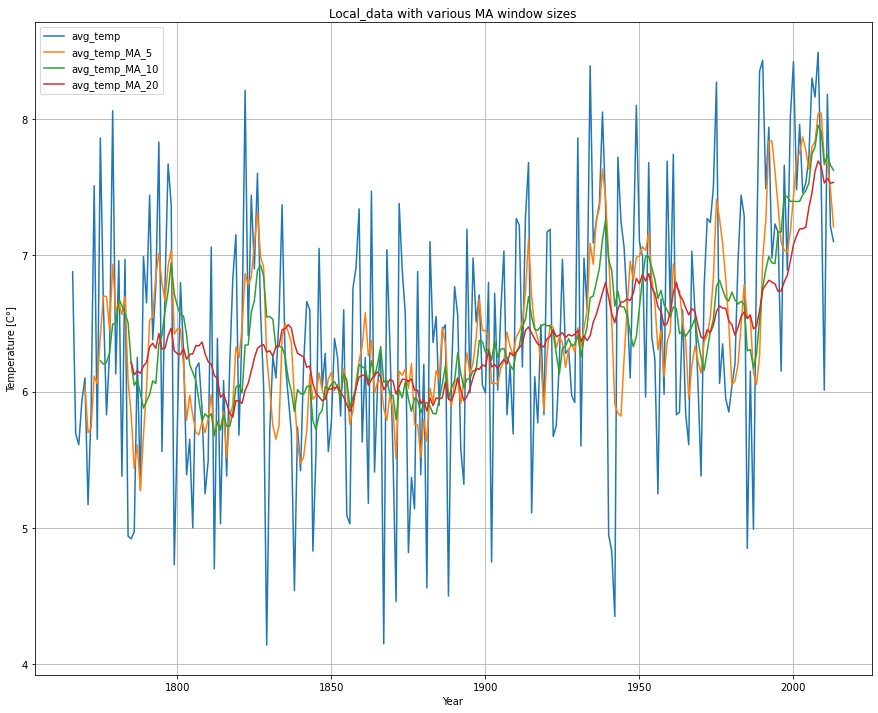 Local_data with various MA window sizes
avg_temp
avg_temp_MA_5
avg_temp_MA_10
avg_temp_MA_20
Temperature [C°]
8
7
6
5
4
1800
1850
1900
1950
2000
Year